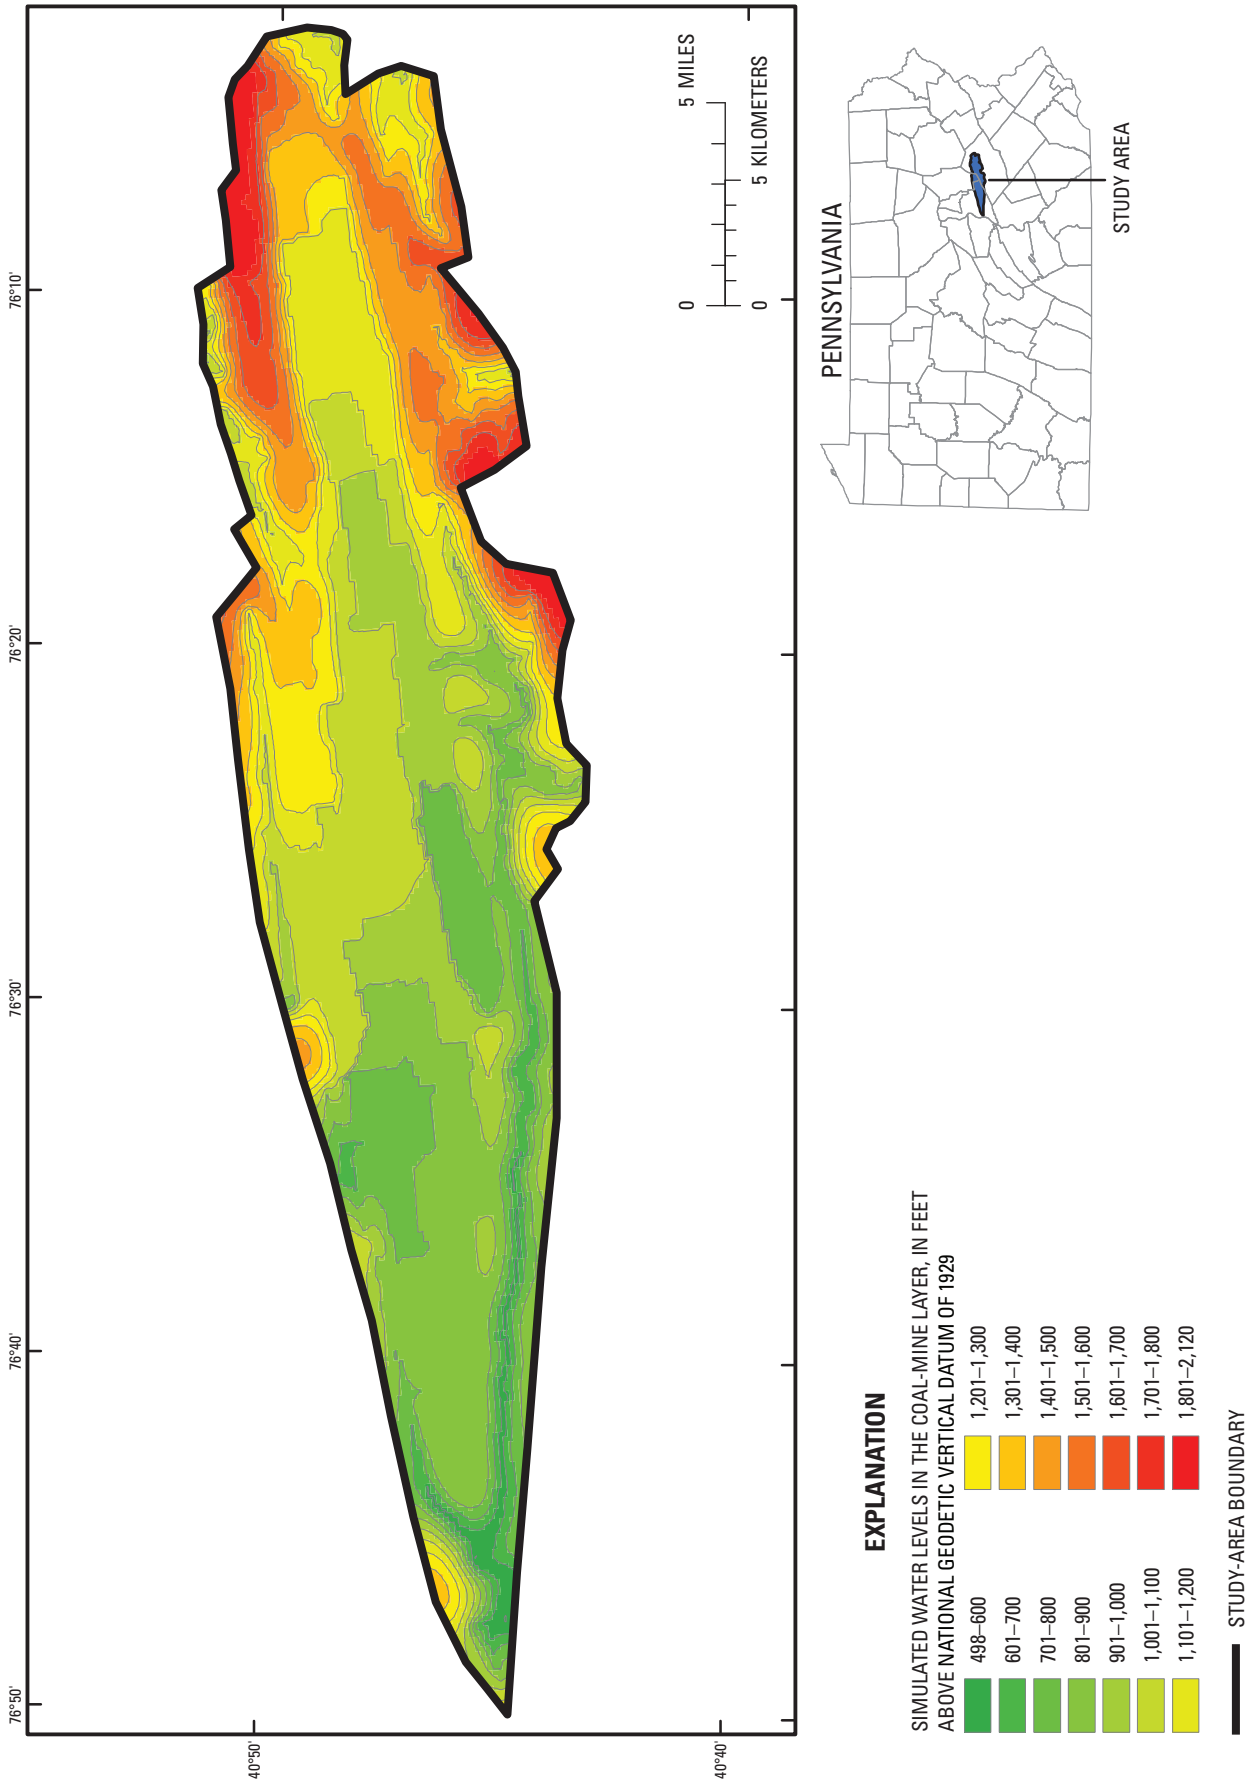 76°50'
76°40'
76°30'
76°20'
76°10'
40°50'
40°40'
0 5 MILES
0 5 KILOMETERS
EXPLANATION
SIMULATED WATER LEVELS IN THE COAL-MINE LAYER, IN FEET
ABOVE NATIONAL GEODETIC VERTICAL DATUM OF 1929
498–600
601–700
701–800
801–900
901–1,000
1,001–1,100
1,101–1,200
1,201–1,300
1,301–1,400
1,401–1,500
1,501–1,600
1,601–1,700
1,701–1,800
1,801–2,120
STUDY-AREA BOUNDARY
PENNSYLVANIA
STUDY AREA